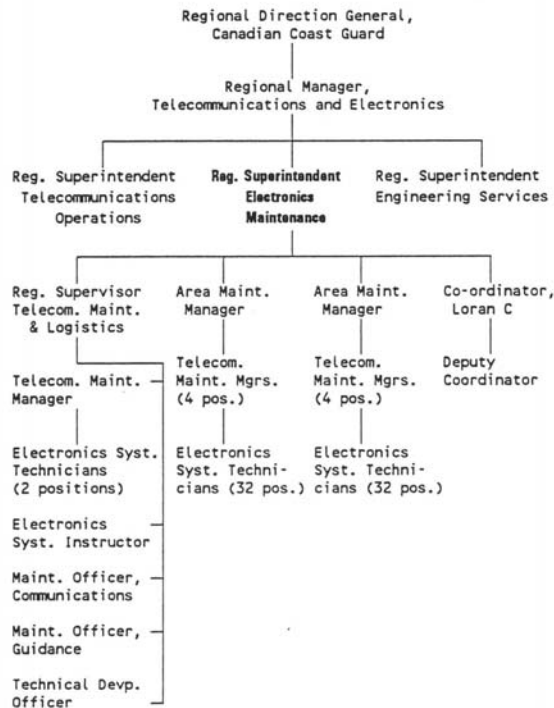 Regional Direction General,
Canadian Coast Guard
Regional Manager,
Telecommunications and Electronics
Reg. Superintendent
Telecommunications
Operations
Reg. Superintendent
Electronics
Maintenance
Reg. Superintendent
Engineering Services
Reg. Supervisor
Telecom. Maint.
& Logistics
Area Maint.
Manager
Area Maint.
Manager
Co-ordinator,
Loran C
Telecom. Maint.
Manager
Telecom.
Maint. Mgrs.
(4 pos.)
Telecom.
Maint. Mgrs.
(4 pos.)
Deputy
Coordinator
Electronics Syst.
Technicians
(2 positions)
Electronics
Syst. Techni-
cians (32 pos.)
Electronics
Syst. Techni-
cians (32 pos.)
Electronics
Syst. Instructor
Maint. Officer,
Communications
Maint. Officer,
Guidance
Technical Devp.
Officer